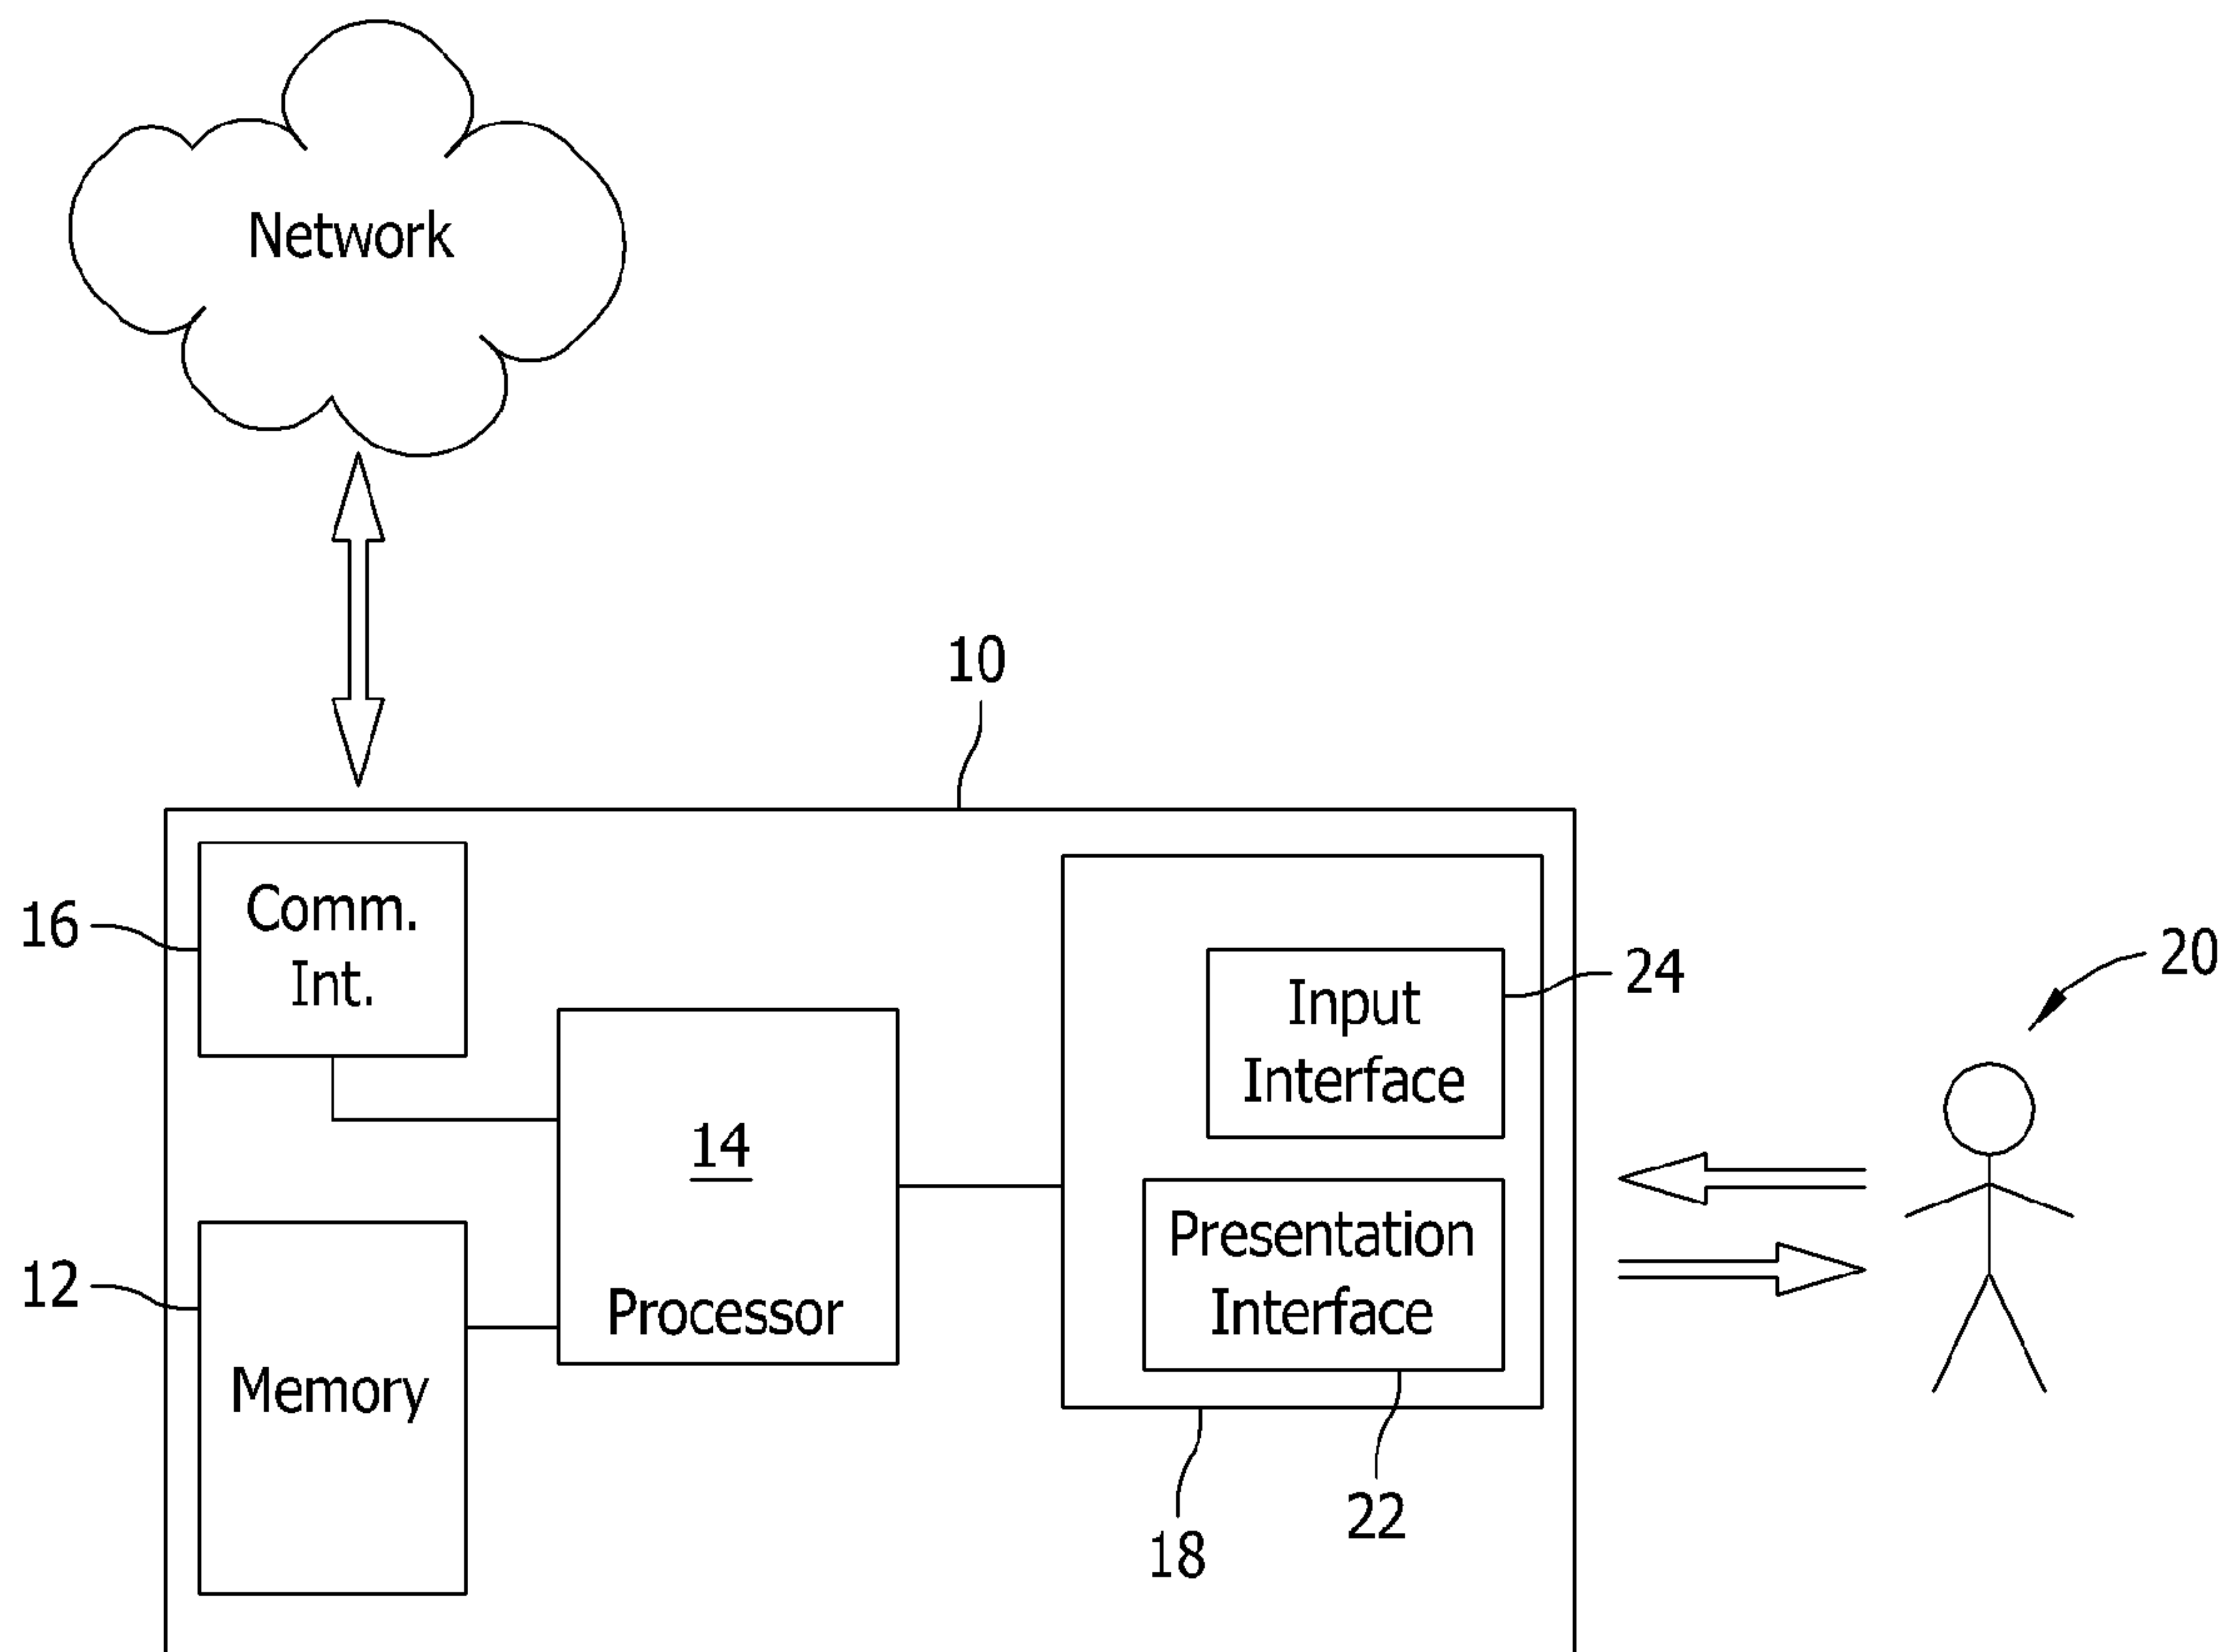 Network
10
16
Comm.
Int.
24
Input
Interface
20
14
Processor
Presentation
Interface
12
Memory
22
18